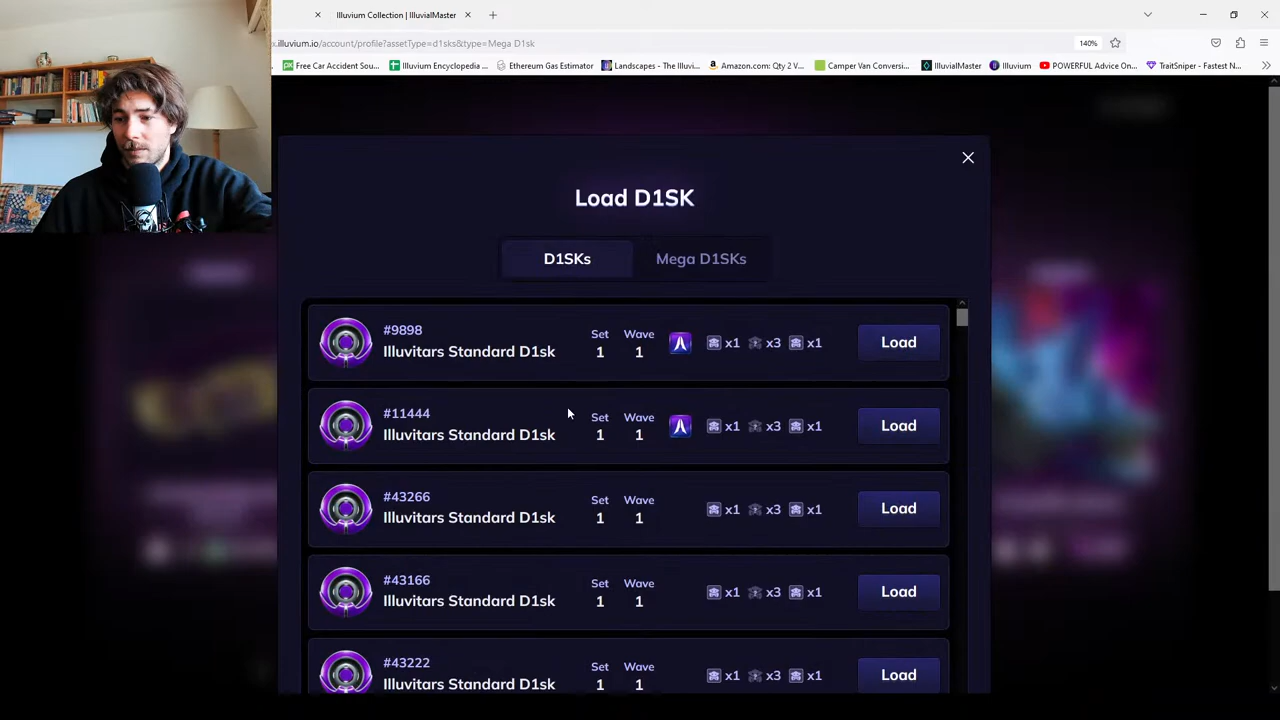 Illuvium Collection | IlluvialMaster
x.illuvium.io/account/profile?assetType=d1sks&type=Mega D1sk
140%
Free Car Accident Sou...
Illuvium Encyclopedia ...
Ethereum Gas Estimator
Landscapes - The Illuvi...
Amazon.com: Qty 2 V...
Camper Van Conversi...
IlluvialMaster
Illuvium
POWERFUL Advice On...
TraitSniper - Fastest N...
Load D1SK
D1SKs
Mega D1SKs
#9898
Illuvitars Standard D1sk
Set Wave
1 1
x1 x3 x1
Load
#11444
Illuvitars Standard D1sk
Set Wave
1 1
x1 x3 x1
Load
#43266
Illuvitars Standard D1sk
Set Wave
1 1
x1 x3 x1
Load
#43166
Illuvitars Standard D1sk
Set Wave
1 1
x1 x3 x1
Load
#43222
Illuvitars Standard D1sk
Set Wave
1 1
x1 x3 x1
Load